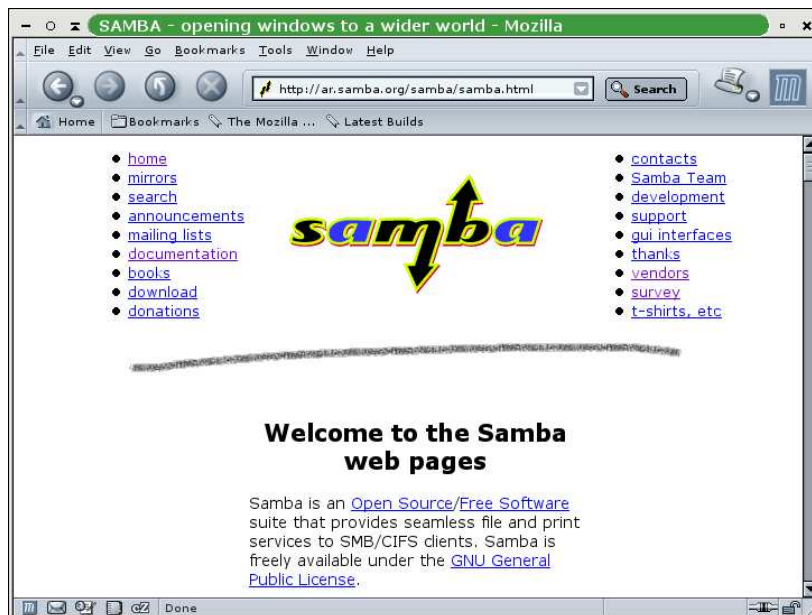 SAMBA - opening windows to a wider world - Mozilla
File Edit View Go Bookmarks Tools Window Help
http://ar.samba.org/samba/samba.html Search
Home Bookmarks The Mozilla ... Latest Builds
home
mirrors
search
announcements
mailing lists
documentation
books
download
donations
samba
contacts
Samba Team
development
support
gui interfaces
thanks
vendors
survey
t-shirts, etc
Welcome to the Samba
web pages
Samba is an Open Source/Free Software
suite that provides seamless file and print
services to SMB/CIFS clients. Samba is
freely available under the GNU General
Public License.
Done